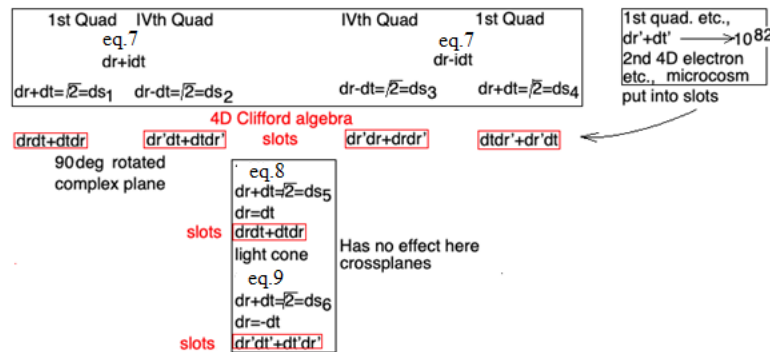 1st Quad IVth Quad IVth Quad 1st Quad
eq.7 eq.7
dr+idt dr-idt
dr+dt=√2=ds1 dr-dt=√2=ds2 dr-dt=√2=ds3 dr+dt=√2=ds4
1st quad. etc.,
dr'+dt' 10^82
2nd 4D electron
etc., microcosm
put into slots
4D Clifford algebra
drdt+dtdr dr'dt+dtdr' slots dr'dr+drdr' dtdr'+dr'dt
90deg rotated
complex plane
eq.8
dr+dt=√2=ds5
dr=dt
slots drdt+dtdr
light cone
Has no effect here
crossplanes
eq.9
dr+dt=√2=ds6
dr=-dt
slots dr'dt'+dt'dr'